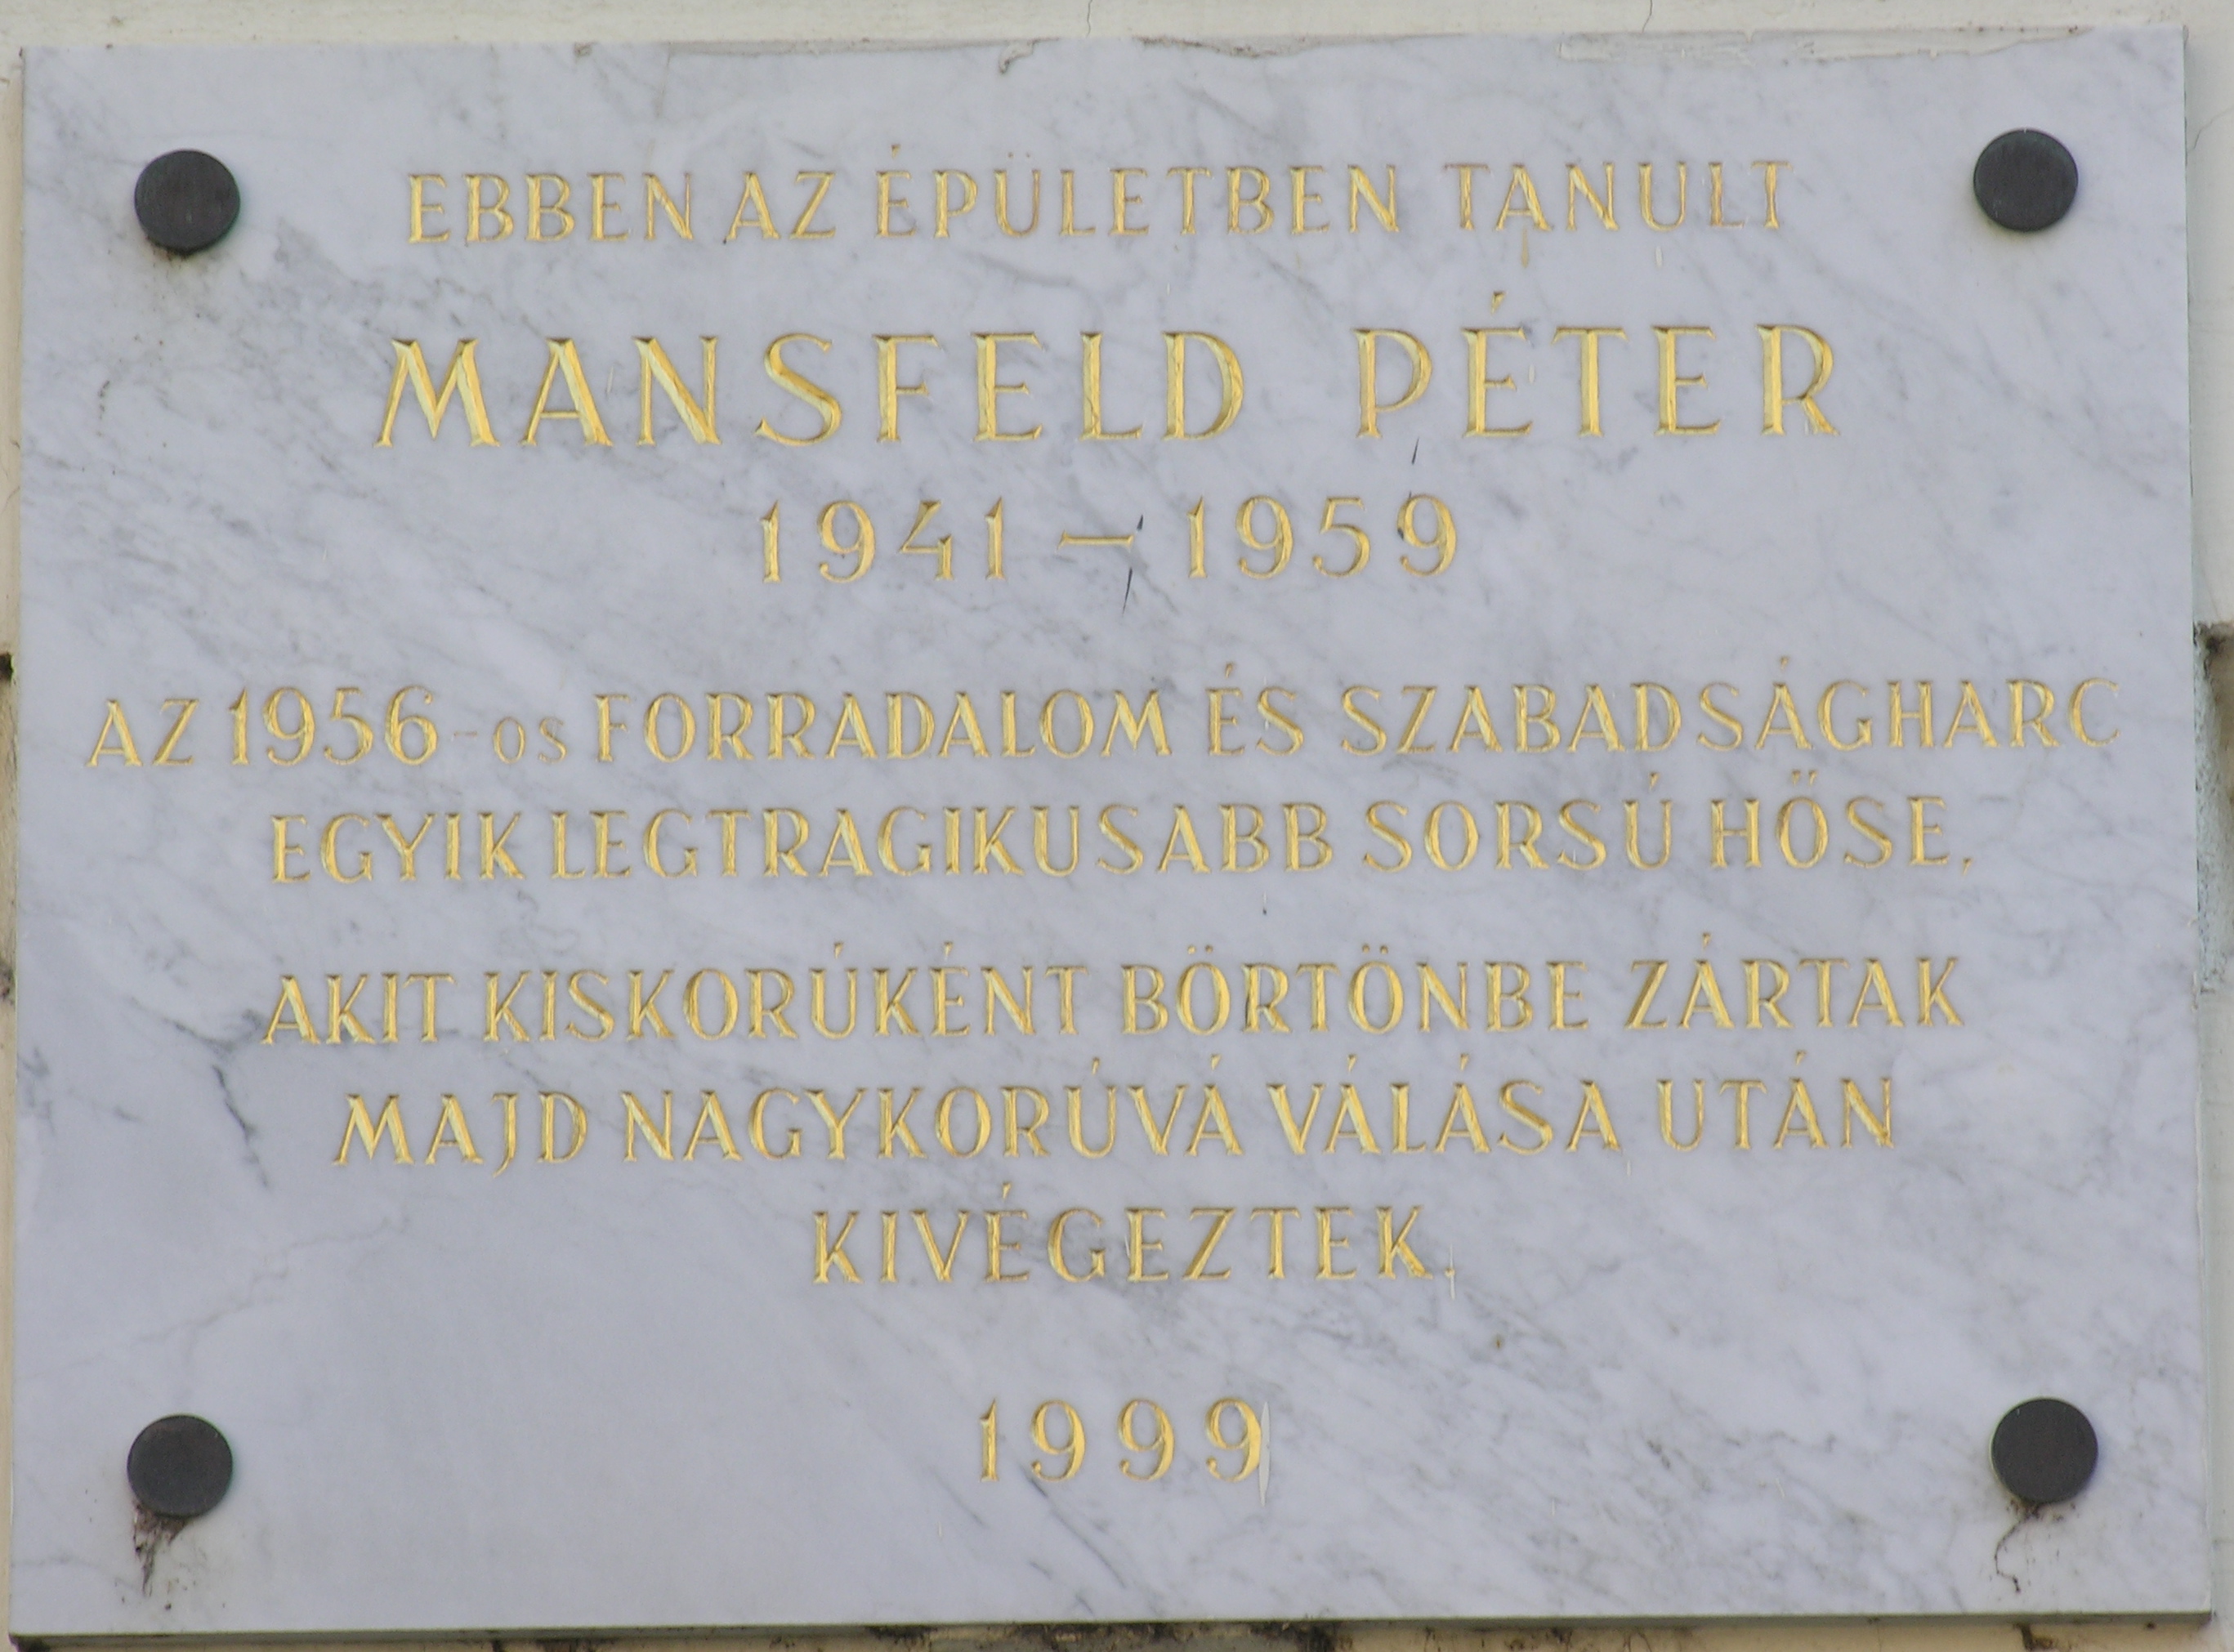 EBBEN AZ ÉPÜLETBEN TANULT
MANSFELD PÉTER
1941 – 1959
AZ 1956-OS FORRADALOM ÉS SZABADSÁGHARC
EGYIK LEGTRAGIKUSABB SORSÚ HŐSE,
AKIT KISKORÚKÉNT BÖRTÖNBE ZÁRTAK
MAJD NAGYKORÚVÁ VÁLÁSA UTÁN
KIVÉGEZTEK.
1999